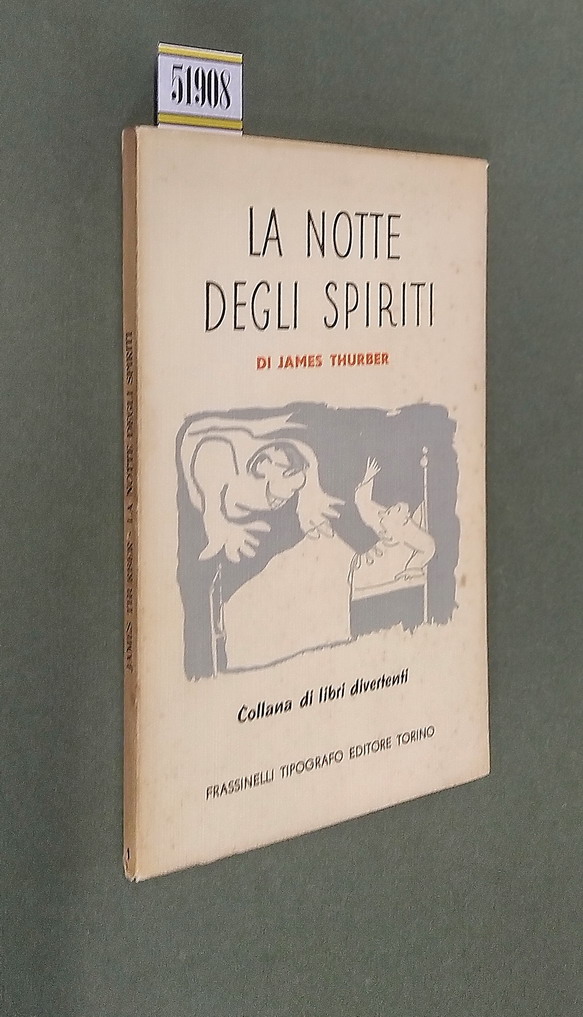 51908
LA NOTTE
DEGLI SPIRITI
DI JAMES THURBER
Collana di libri divertenti
FRASSINELLI TIPOGRAFO EDITORE TORINO
JAMES THURBER - LA NOTTE DEGLI SPIRITI
1